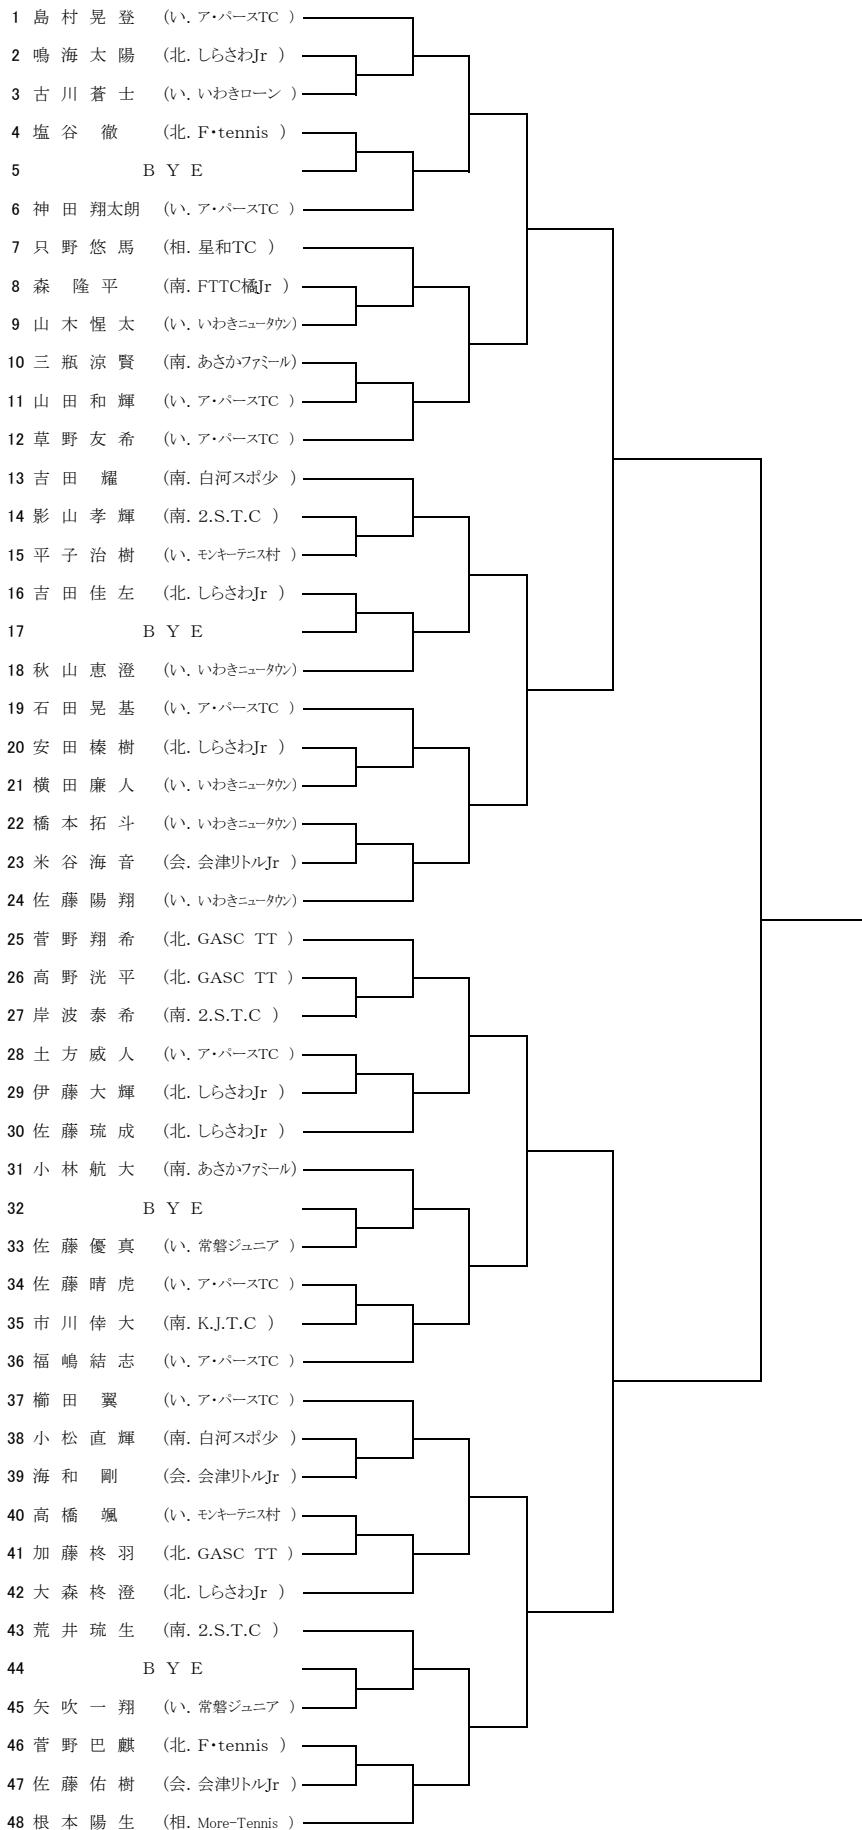 1 島 村 晃 登 (い. ア・パースTC )
2 鳴 海 太 陽 (北. しらさわJr )
3 古 川 蒼 士 (い. いわきローン )
4 塩 谷 徹 (北. F・tennis )
5 B Y E
6 神 田 翔太朗 (い. ア・パースTC )
7 只 野 悠 馬 (相. 星和TC )
8 森 隆 平 (南. FTTC橘Jr )
9 山 木 惺 太 (い. いわきニュータウン)
10 三 瓶 涼 賢 (南. あさかファミール)
11 山 田 和 輝 (い. ア・パースTC )
12 草 野 友 希 (い. ア・パースTC )
13 吉 田 耀 (南. 白河スポ少 )
14 影 山 孝 輝 (南. 2.S.T.C )
15 平 子 治 樹 (い. モンキーテニス村 )
16 吉 田 佳 左 (北. しらさわJr )
17 B Y E
18 秋 山 恵 澄 (い. いわきニュータウン)
19 石 田 晃 基 (い. ア・パースTC )
20 安 田 榛 樹 (北. しらさわJr )
21 横 田 廉 人 (い. いわきニュータウン)
22 橋 本 拓 斗 (い. いわきニュータウン)
23 米 谷 海 音 (会. 会津リトルJr )
24 佐 藤 陽 翔 (い. いわきニュータウン)
25 菅 野 翔 希 (北. GASC TT )
26 高 野 洸 平 (北. GASC TT )
27 岸 波 泰 希 (南. 2.S.T.C )
28 土 方 威 人 (い. ア・パースTC )
29 伊 藤 大 輝 (北. しらさわJr )
30 佐 藤 琉 成 (北. しらさわJr )
31 小 林 航 大 (南. あさかファミール)
32 B Y E
33 佐 藤 優 真 (い. 常磐ジュニア )
34 佐 藤 晴 虎 (い. ア・パースTC )
35 市 川 倖 大 (南. K.J.T.C )
36 福 嶋 結 志 (い. ア・パースTC )
37 櫛 田 翼 (い. ア・パースTC )
38 小 松 直 輝 (南. 白河スポ少 )
39 海 和 剛 (会. 会津リトルJr )
40 高 橋 颯 (い. モンキーテニス村 )
41 加 藤 柊 羽 (北. GASC TT )
42 大 森 柊 澄 (北. しらさわJr )
43 荒 井 琉 生 (南. 2.S.T.C )
44 B Y E
45 矢 吹 一 翔 (い. 常磐ジュニア )
46 菅 野 巴 麒 (北. F・tennis )
47 佐 藤 佑 樹 (会. 会津リトルJr )
48 根 本 陽 生 (相. More-Tennis )